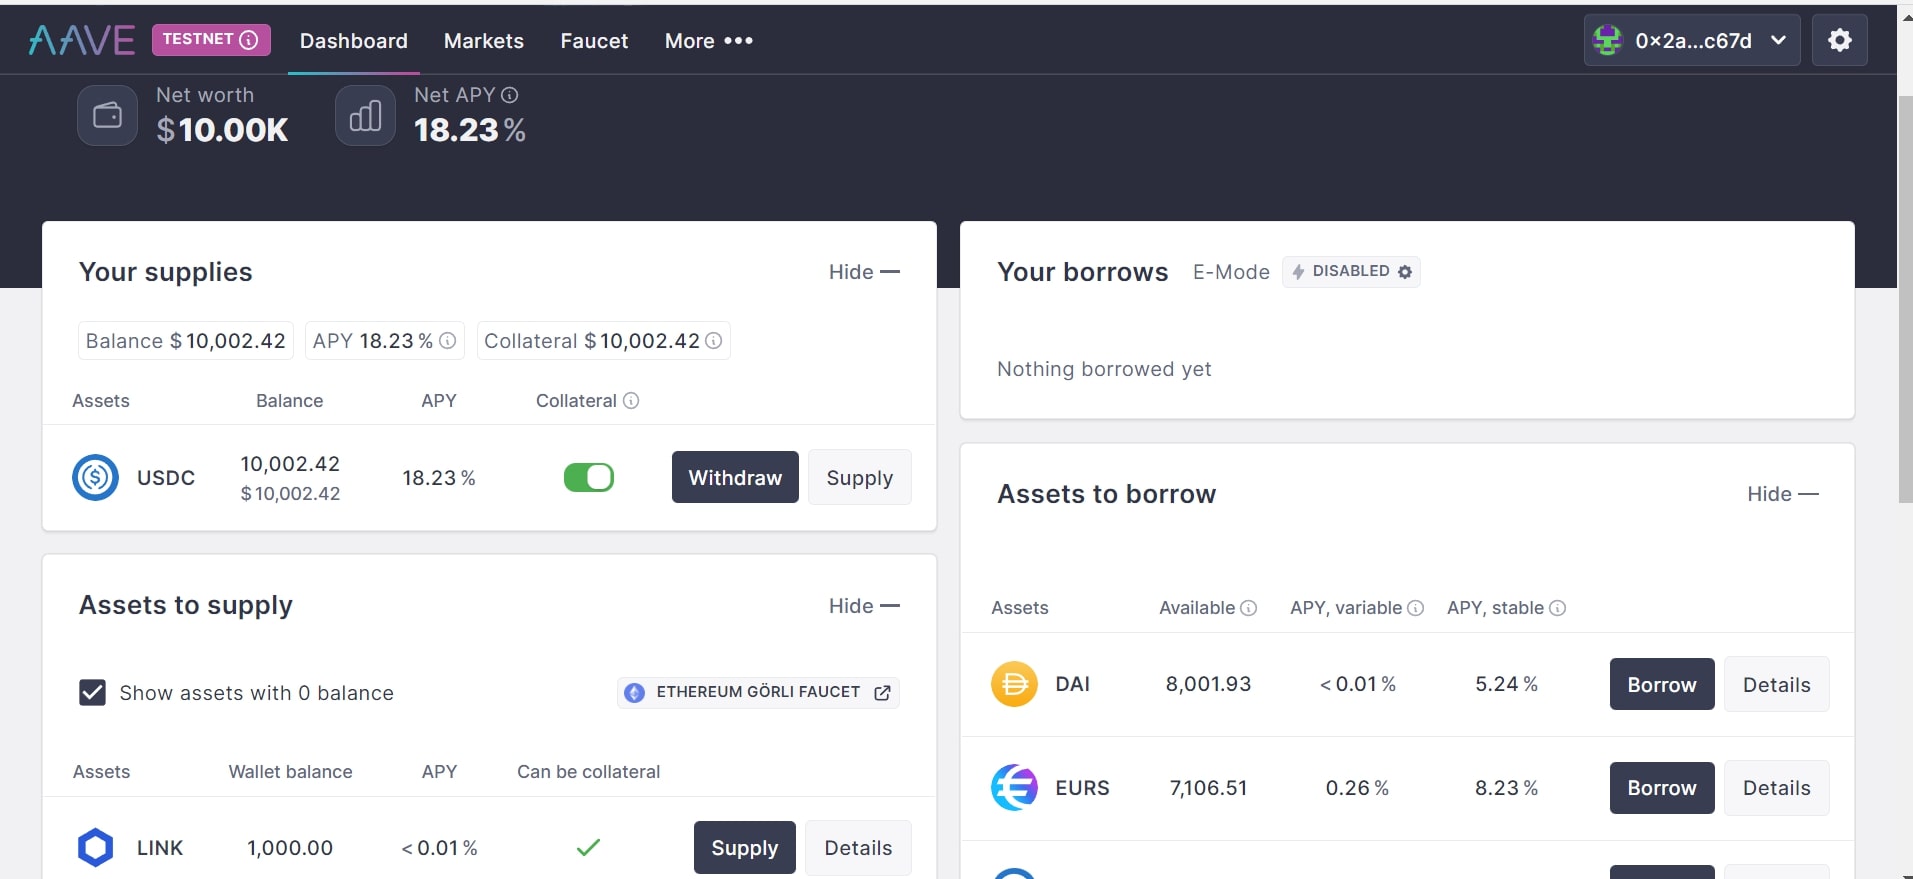 AAVE TESTNET Dashboard Markets Faucet More 0×2a...c67d
Net worth
$10.00K
Net APY
18.23%
Your supplies
Hide
Balance $10,002.42 APY 18.23% Collateral $10,002.42
Assets Balance APY Collateral
USDC 10,002.42 18.23% Withdraw Supply
$10,002.42
Assets to supply
Hide
Show assets with 0 balance
ETHEREUM GÖRLI FAUCET
Assets Wallet balance APY Can be collateral
LINK 1,000.00 <0.01% Supply Details
Your borrows E-Mode DISABLED
Nothing borrowed yet
Assets to borrow
Hide
Assets Available APY, variable APY, stable
DAI 8,001.93 <0.01% 5.24% Borrow Details
EURS 7,106.51 0.26% 8.23% Borrow Details